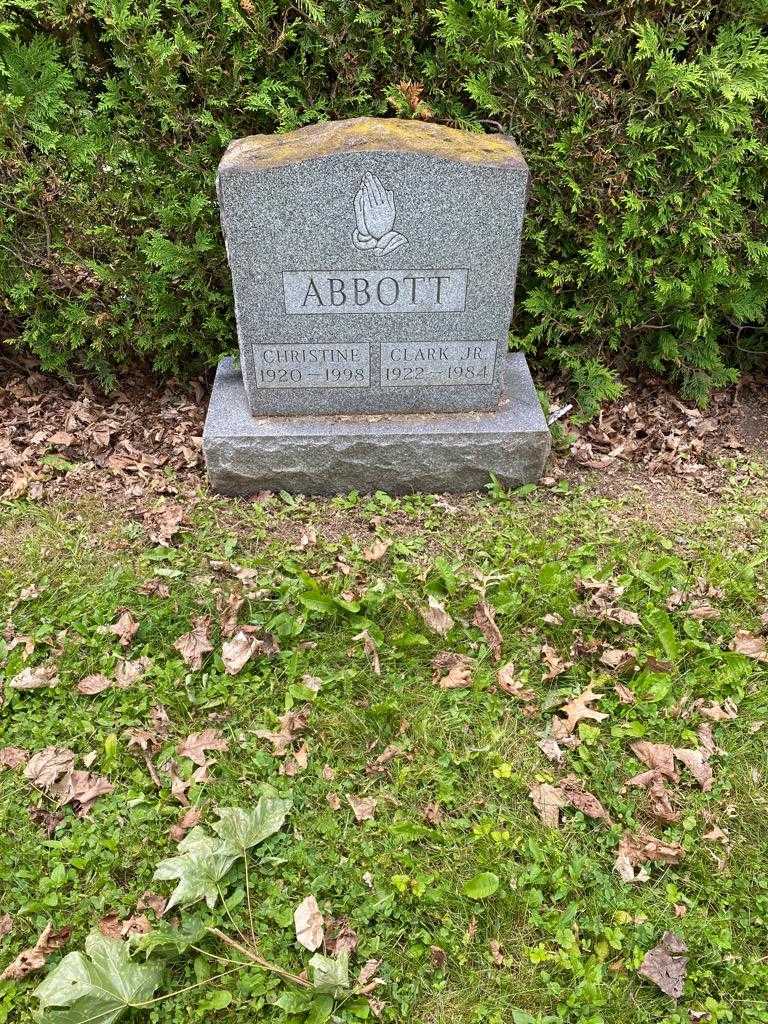 ABBOTT
CHRISTINE
1920—1998
CLARK JR.
1922—1984